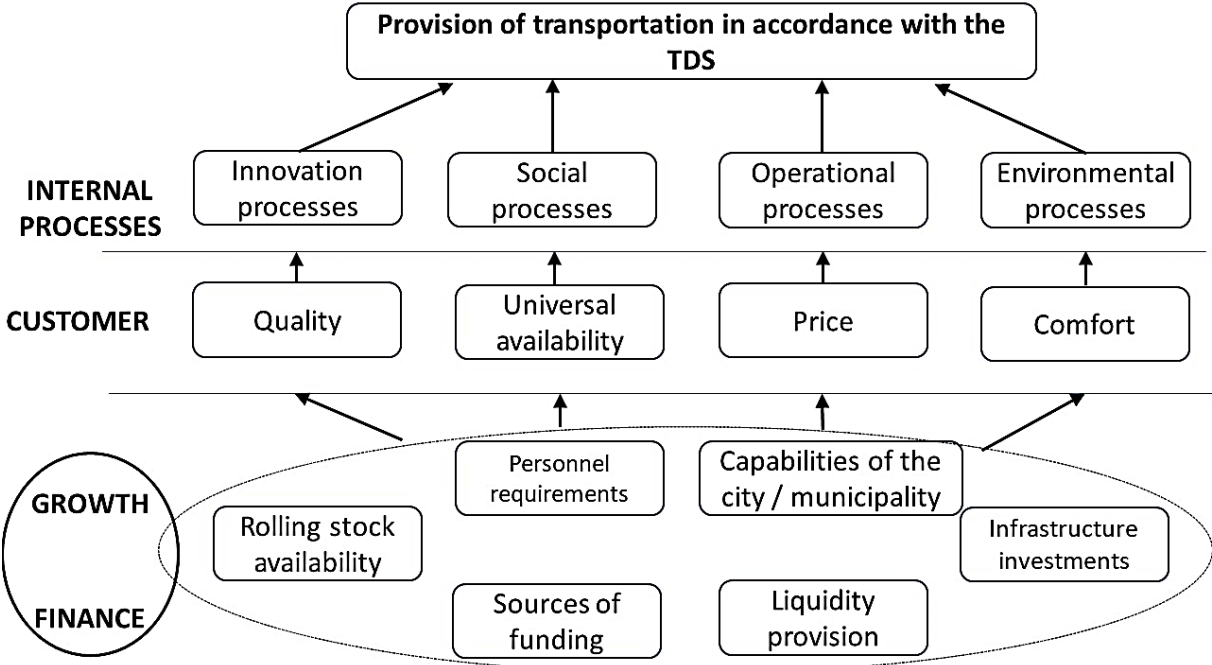 Provision of transportation in accordance with the
TDS
INTERNAL
PROCESSES
Innovation
processes
Social
processes
Operational
processes
Environmental
processes
CUSTOMER
Quality
Universal
availability
Price
Comfort
GROWTH
FINANCE
Personnel
requirements
Capabilities of the
city / municipality
Rolling stock
availability
Infrastructure
investments
Sources of
funding
Liquidity
provision